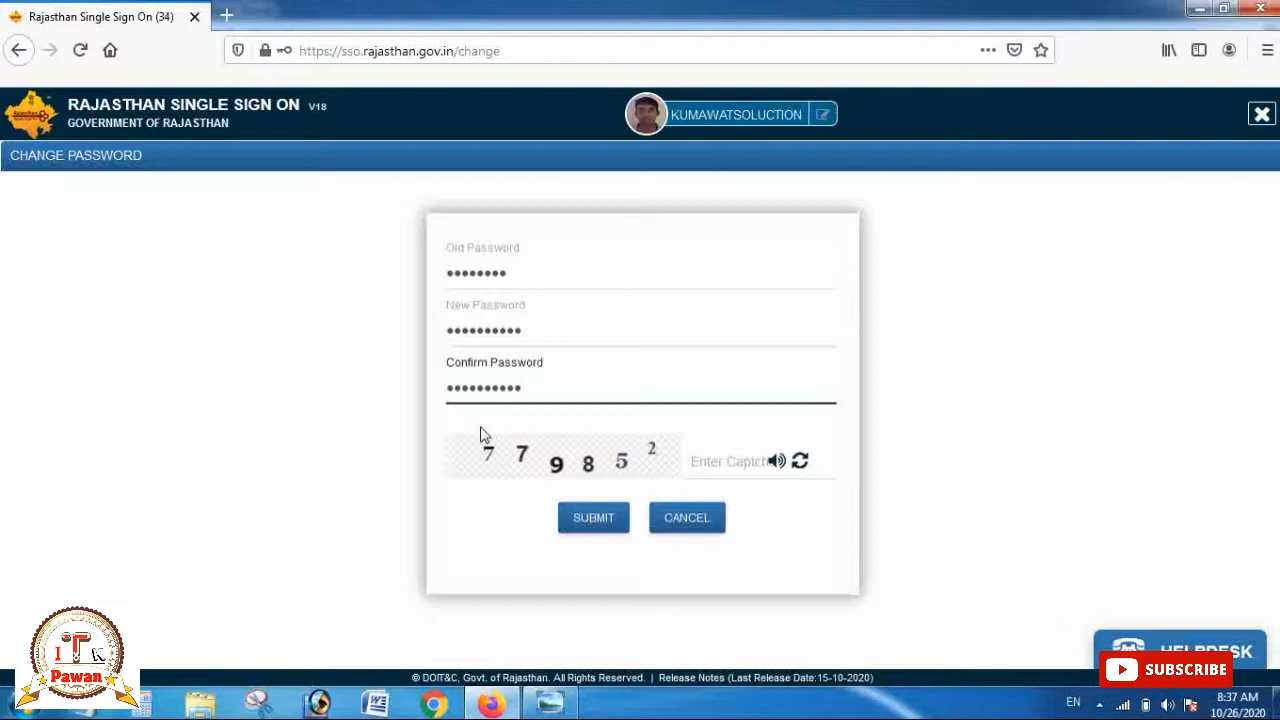 Rajasthan Single Sign On (34)
https://sso.rajasthan.gov.in/change
RAJASTHAN SINGLE SIGN ON V18
GOVERNMENT OF RAJASTHAN
KUMAWATSOLUCTION
CHANGE PASSWORD
Old Password
New Password
Confirm Password
7 7 9 8 5 2
Enter Captch
SUBMIT
CANCEL
HELPDESK
SUBSCRIBE
ITK
Pawan
© DOIT&C, Govt. of Rajasthan. All Rights Reserved. | Release Notes (Last Release Date:15-10-2020)
EN
8:37 AM
10/26/2020